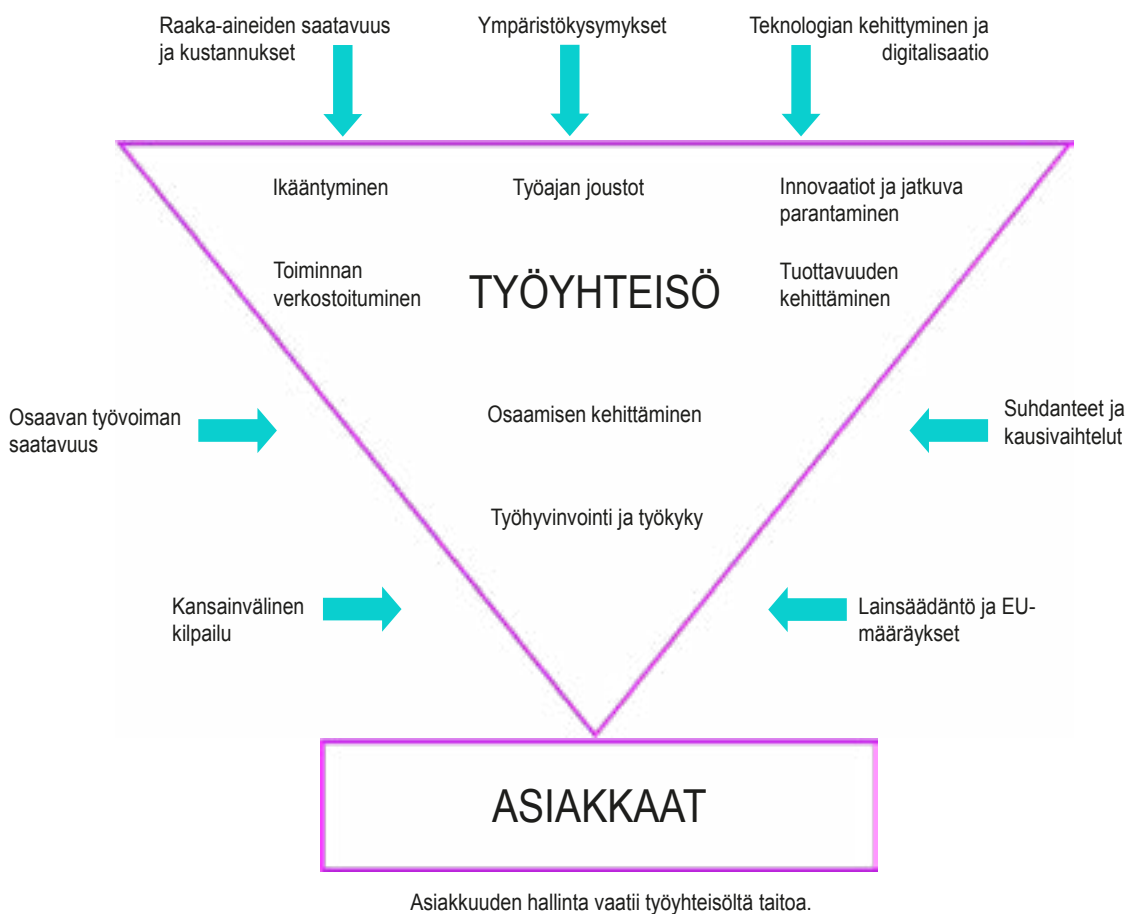 Raaka-aineiden saatavuus
ja kustannukset
Ympäristökysymykset
Teknologian kehittyminen ja
digitalisaatio
Ikääntyminen
Työajan joustot
Innovaatiot ja jatkuva
parantaminen
Toiminnan
verkostoituminen
TYÖYHTEISÖ
Tuottavuuden
kehittäminen
Osaavan työvoiman
saatavuus
Osaamisen kehittäminen
Suhdanteet ja
kausivaihtelut
Työhyvinvointi ja työkyky
Kansainvälinen
kilpailu
Lainsäädäntö ja EU-
määräykset
ASIAKKAAT
Asiakkuuden hallinta vaatii työyhteisöltä taitoa.